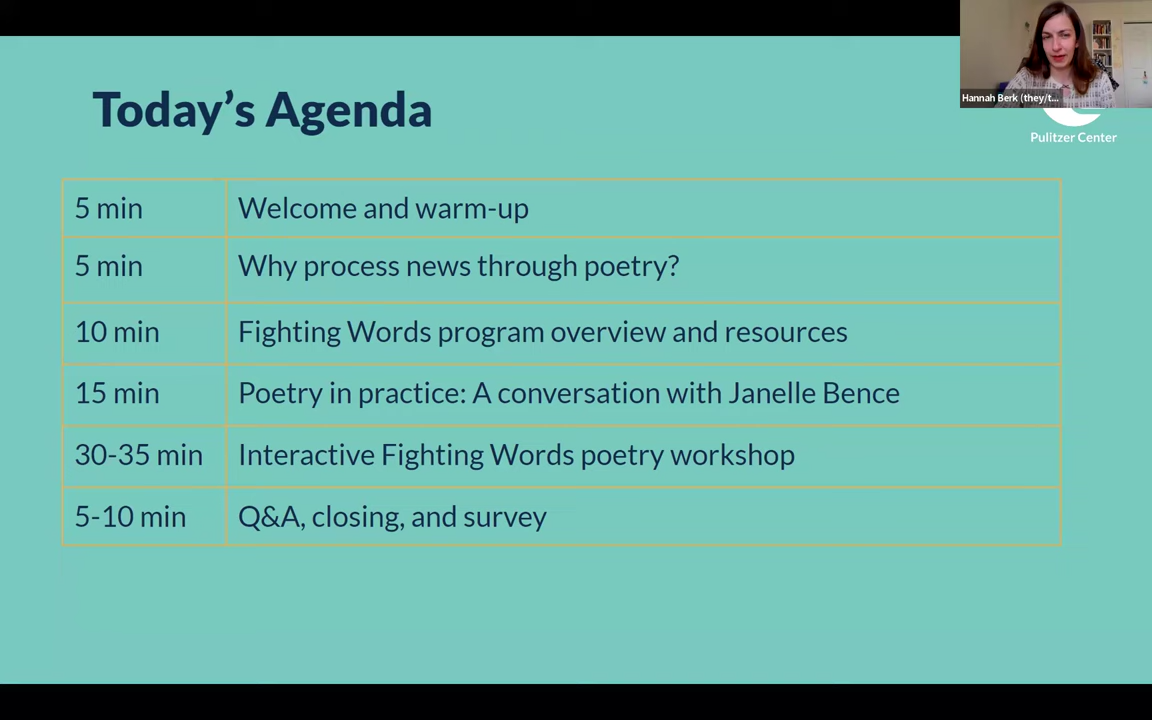 Today's Agenda
Hannah Berk (they/t...
Pulitzer Center
5 min Welcome and warm-up
5 min Why process news through poetry?
10 min Fighting Words program overview and resources
15 min Poetry in practice: A conversation with Janelle Bence
30-35 min Interactive Fighting Words poetry workshop
5-10 min Q&A, closing, and survey